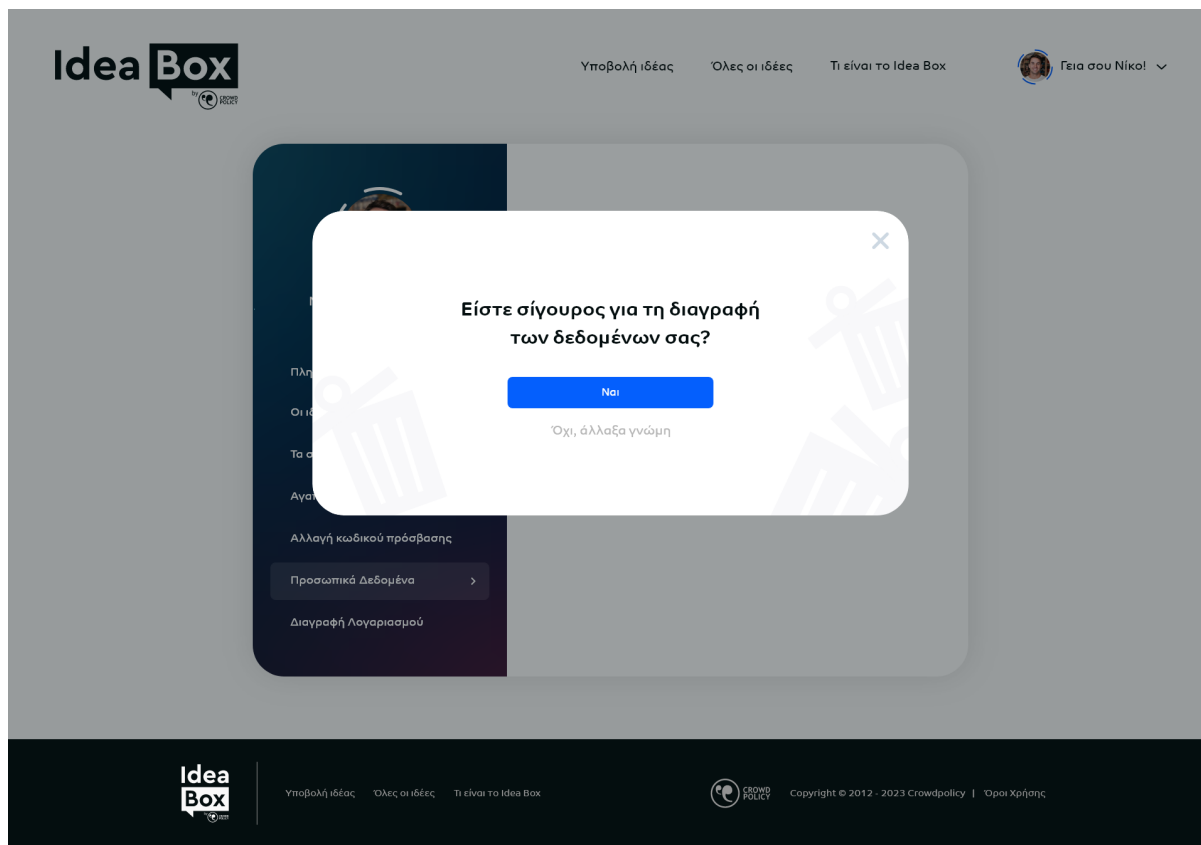 Idea Box
by CROWD POLICY
Υποβολή ιδέας
Όλες οι ιδέες
Τι είναι το Idea Box
Γεια σου Νίκο!
Είστε σίγουρος για τη διαγραφή
των δεδομένων σας?
Ναι
Όχι, άλλαξα γνώμη
Αλλαγή κωδικού πρόσβασης
Προσωπικά Δεδομένα
Διαγραφή Λογαριασμού
Idea
Box
Υποβολή ιδέας
Όλες οι ιδέες
Τι είναι το Idea Box
CROWD
POLICY
Copyright © 2012 - 2023 Crowdpolicy | Όροι Χρήσης